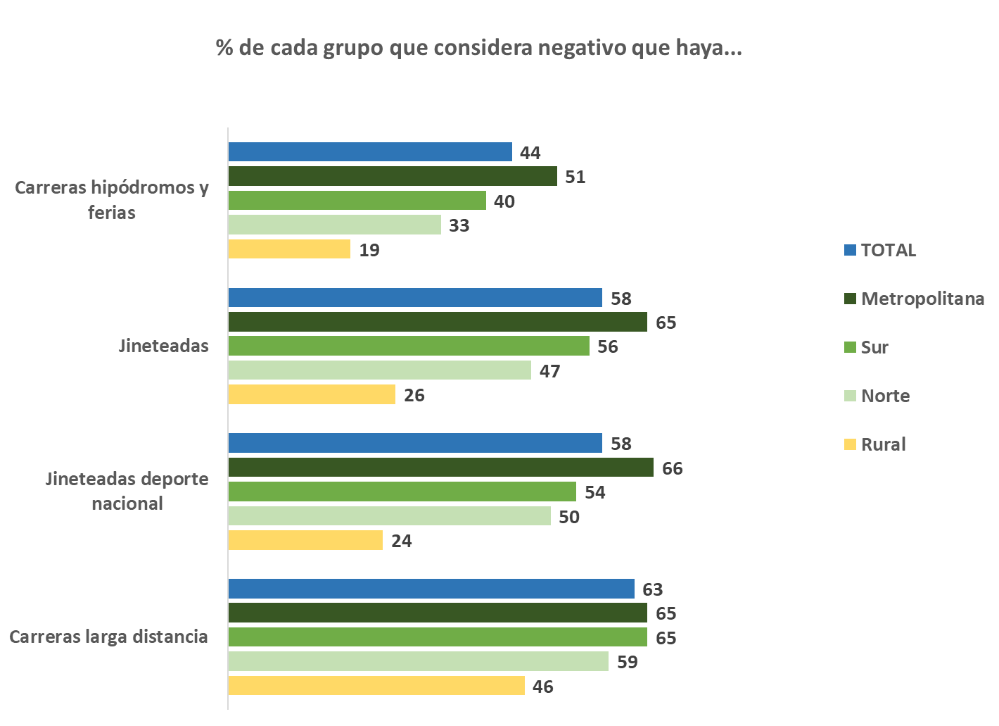 % de cada grupo que considera negativo que haya...
Carreras hipódromos y
ferias
44
51
40
33
19
Jineteadas
58
65
56
47
26
Jineteadas deporte
nacional
58
66
54
50
24
Carreras larga distancia
63
65
65
59
46
TOTAL
Metropolitana
Sur
Norte
Rural